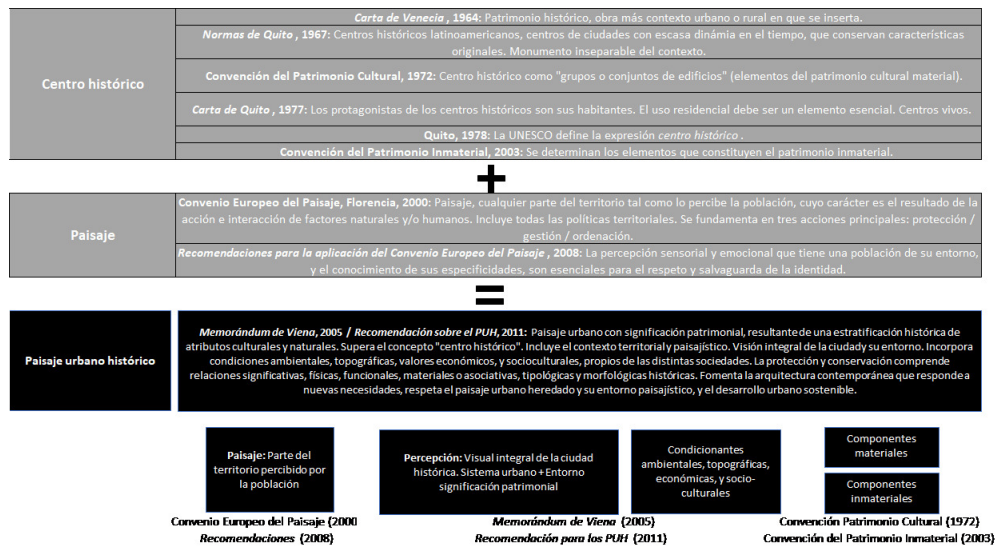 Centro histórico
Carta de Venecia, 1964: Patrimonio histórico, obra más contexto urbano o rural en que se inserta.
Normas de Quito, 1967: Centros históricos latinoamericanos, centros de ciudades con escasa dinámia en el tiempo, que conservan características
originales. Monumento inseparable del contexto.
Convención del Patrimonio Cultural, 1972: Centro histórico como "grupos o conjuntos de edificios" (elementos del patrimonio cultural material).
Carta de Quito, 1977: Los protagonistas de los centros históricos son sus habitantes. El uso residencial debe ser un elemento esencial. Centros vivos.
Quito, 1978: La UNESCO define la expresión centro histórico.
Convención del Patrimonio Inmaterial, 2003: Se determinan los elementos que constituyen el patrimonio inmaterial.
+
Paisaje
Convenio Europeo del Paisaje, Florencia, 2000: Paisaje, cualquier parte del territorio tal como lo percibe la población, cuyo carácter es el resultado de la
acción e interacción de factores naturales y/o humanos. Incluye todas las políticas territoriales. Se fundamenta en tres acciones principales: protección /
gestión / ordenación.
Recomendaciones para la aplicación del Convenio Europeo del Paisaje, 2008: La percepción sensorial y emocional que tiene una población de su entorno,
y el conocimiento de sus especificidades, son esenciales para el respeto y salvaguarda de la identidad.
=
Paisaje urbano histórico
Memorándum de Viena, 2005 / Recomendación sobre el PUH, 2011: Paisaje urbano con significación patrimonial, resultante de una estratificación histórica de
atributos culturales y naturales. Supera el concepto "centro histórico". Incluye el contexto territorial y paisajístico. Visión integral de la ciudad y su entorno. Incorpora
condiciones ambientales, topográficas, valores económicos, y socioculturales, propios de las distintas sociedades. La protección y conservación comprende
relaciones significativas, físicas, funcionales, materiales o asociativas, tipológicas y morfológicas históricas. Fomenta la arquitectura contemporánea que responde a
nuevas necesidades, respeta el paisaje urbano heredado y su entorno paisajístico, y el desarrollo urbano sostenible.
Paisaje: Parte
del territorio
percibido por
la población
Percepción: Visual integral de la ciudad
histórica. Sistema urbano + Entorno
significación patrimonial
Condicionantes
ambientales, topográficas,
económicas, y socio-
culturales
Componentes
materiales
Componentes
inmateriales
Convenio Europeo del Paisaje (2000
Recomendaciones (2008)
Memorándum de Viena (2005)
Recomendación para los PUH (2011)
Convención Patrimonio Cultural (1972)
Convención del Patrimonio Inmaterial (2003)